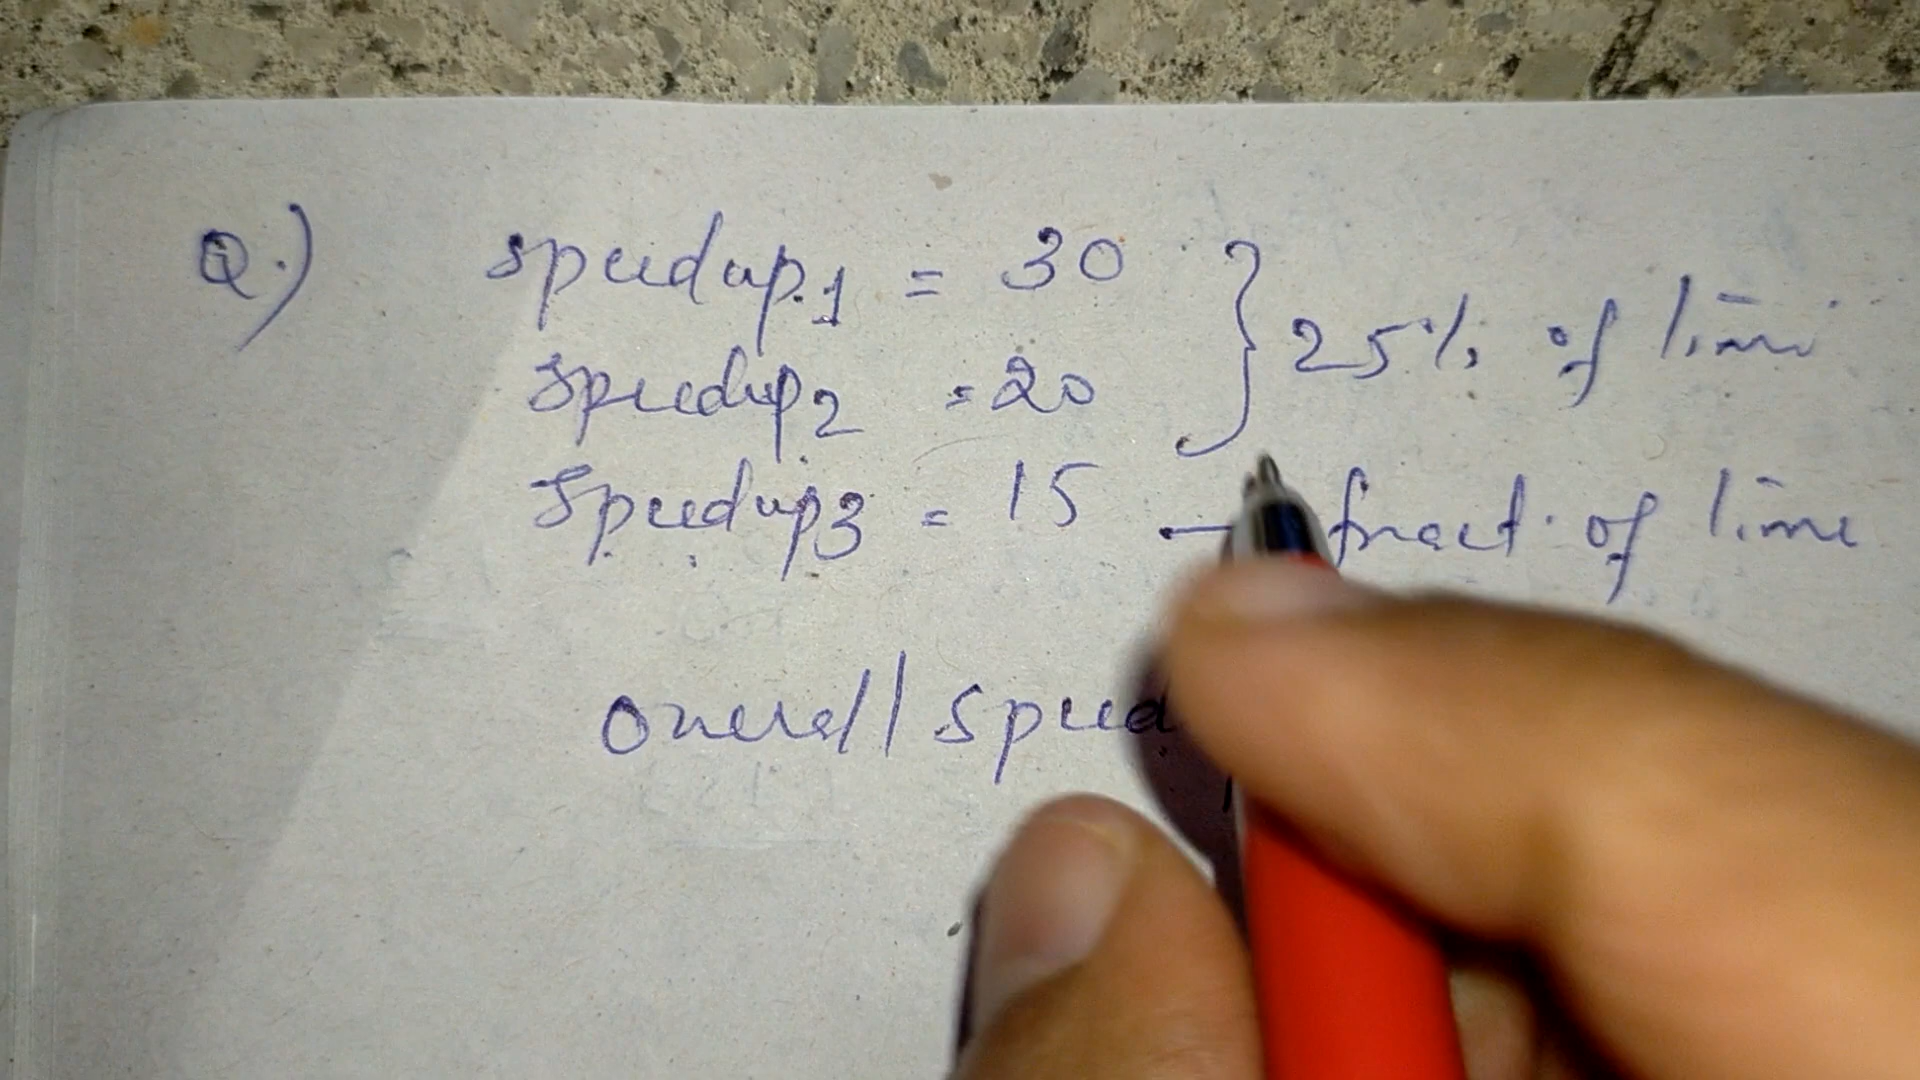 Q.) speedup1 = 30 } 25% of time
speedup2 = 20
speedup3 = 15 — fract. of time
overall speed